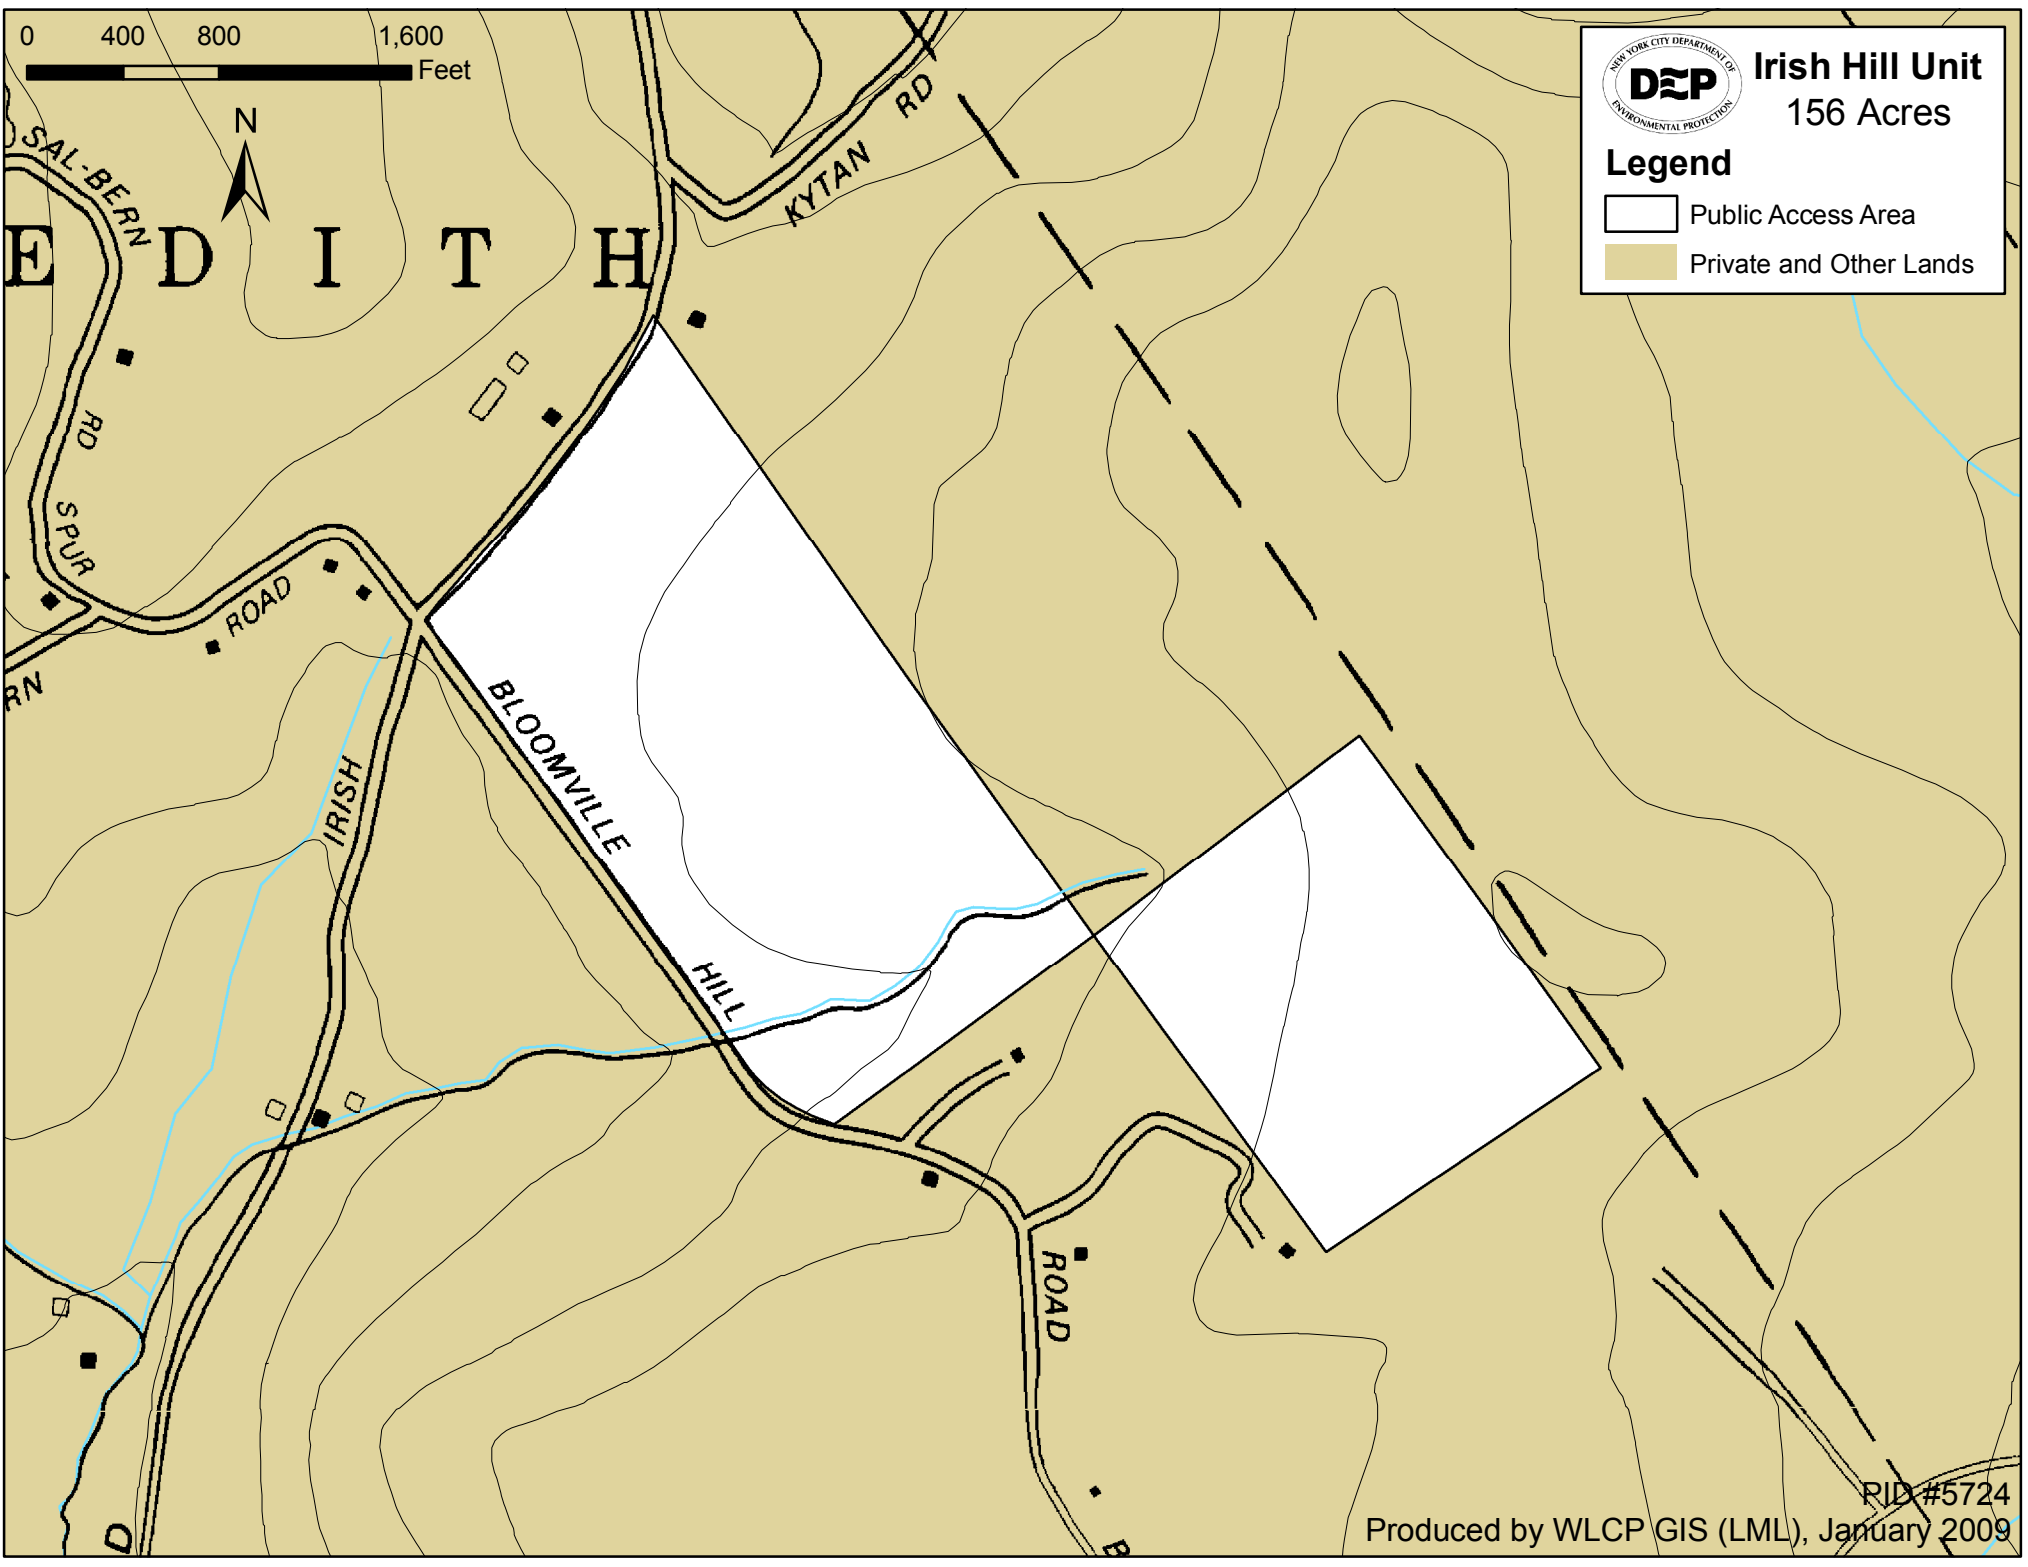 0 400 800 1,600
Feet
N
NEW YORK CITY DEPARTMENT OF
DEP
ENVIRONMENTAL PROTECTION
Irish Hill Unit
156 Acres
Legend
Public Access Area
Private and Other Lands
SAL-BERN
RD
SPUR
EDITH
KYTAN RD
ROAD
RN
IRISH
BLOOMVILLE
HILL
ROAD
D
B
PID #5724
Produced by WLCP GIS (LML), January 2009